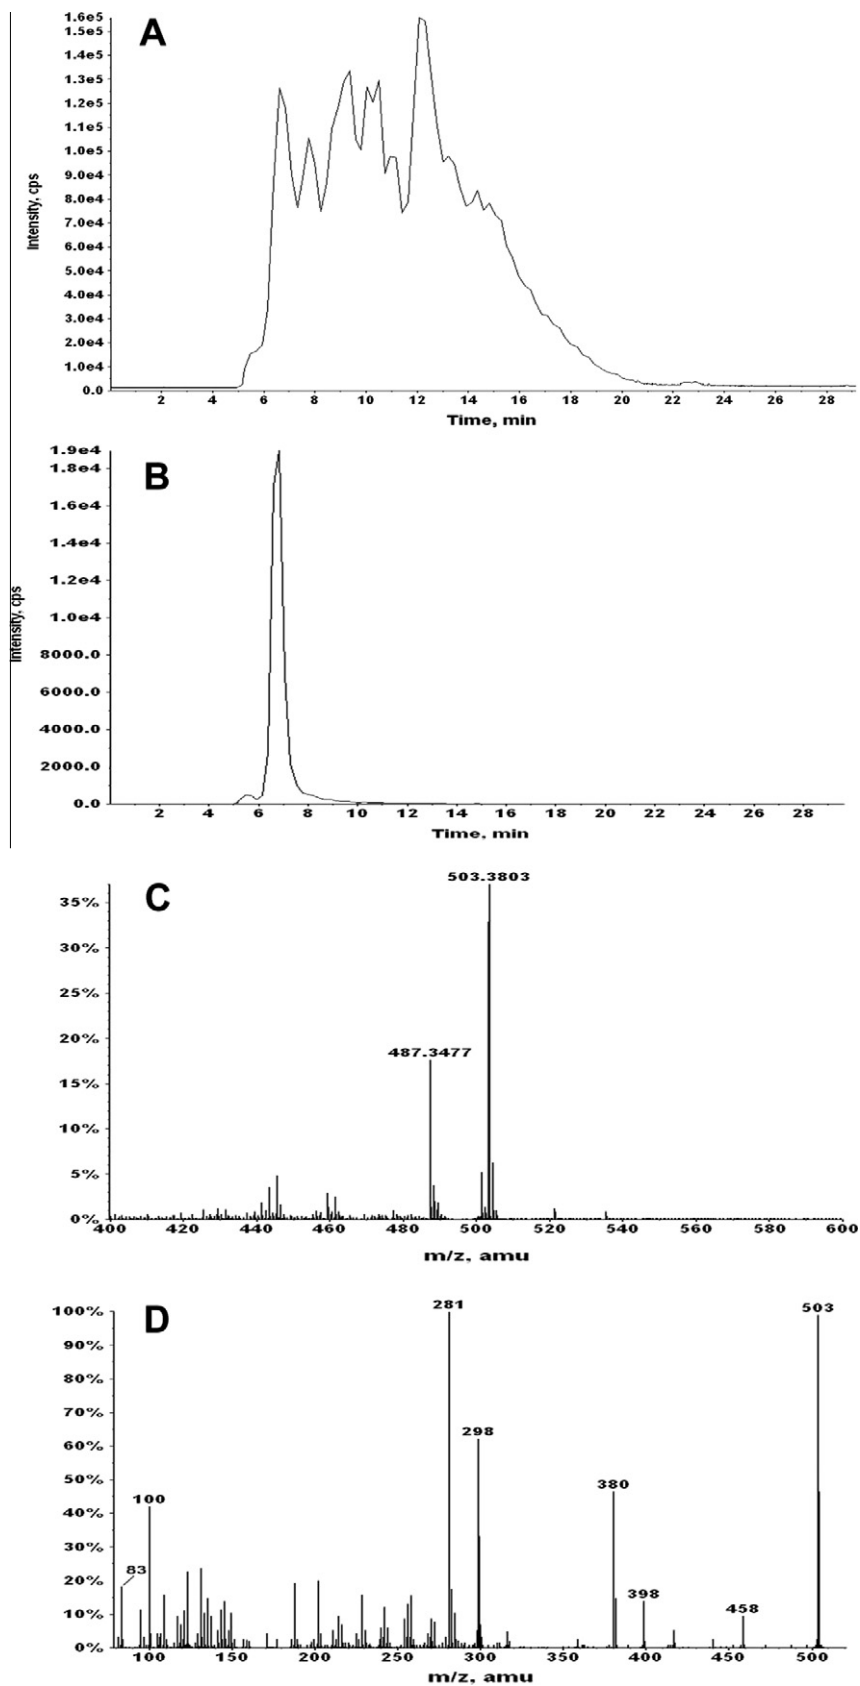 A
1.6e5
1.5e5
1.4e5
1.3e5
1.2e5
1.1e5
1.0e5
9.0e4
8.0e4
7.0e4
6.0e4
5.0e4
4.0e4
3.0e4
2.0e4
1.0e4
0.0
Intensity, cps
2 4 6 8 10 12 14 16 18 20 22 24 26 28
Time, min
B
1.9e4
1.8e4
1.6e4
1.4e4
1.2e4
1.0e4
8000.0
6000.0
4000.0
2000.0
0.0
Intensity, cps
2 4 6 8 10 12 14 16 18 20 22 24 26 28
Time, min
C
503.3803
487.3477
35%
30%
25%
20%
15%
10%
5%
0%
400 420 440 460 480 500 520 540 560 580 600
m/z, amu
D
281
503
298
380
100
83
398
458
100%
90%
80%
70%
60%
50%
40%
30%
20%
10%
0%
100 150 200 250 300 350 400 450 500
m/z, amu